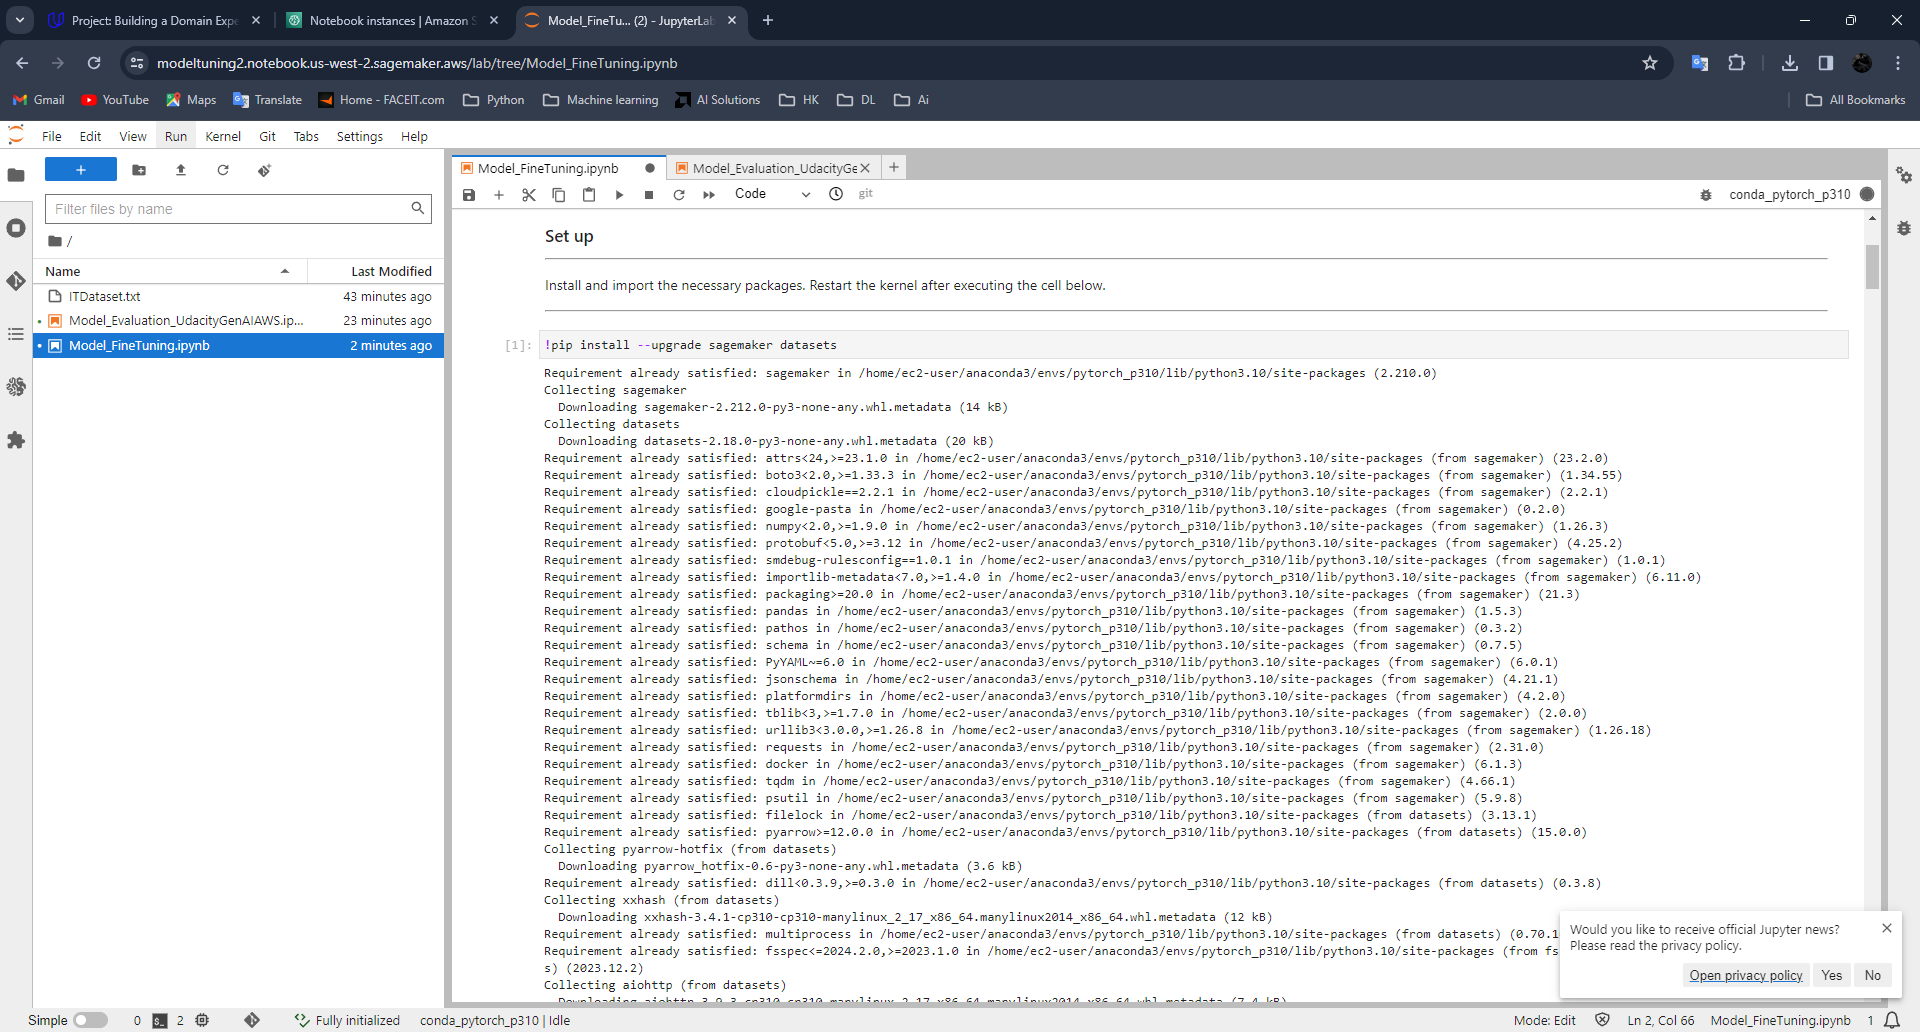 Project: Building a Domain Expe
Notebook instances | Amazon S
Model_FineTu... (2) - JupyterLab
modeltuning2.notebook.us-west-2.sagemaker.aws/lab/tree/Model_FineTuning.ipynb
Gmail
YouTube
Maps
Translate
Home - FACEIT.com
Python
Machine learning
AI Solutions
HK
DL
Ai
All Bookmarks
File
Edit
View
Run
Kernel
Git
Tabs
Settings
Help
Filter files by name
/
Name
Last Modified
ITDataset.txt
43 minutes ago
Model_Evaluation_UdacityGenAIAWS.ip...
23 minutes ago
Model_FineTuning.ipynb
2 minutes ago
Model_FineTuning.ipynb
Model_Evaluation_UdacityGe
Code
git
conda_pytorch_p310
Set up
Install and import the necessary packages. Restart the kernel after executing the cell below.
[1]:
!pip install --upgrade sagemaker datasets
Requirement already satisfied: sagemaker in /home/ec2-user/anaconda3/envs/pytorch_p310/lib/python3.10/site-packages (2.210.0)
Collecting sagemaker
Downloading sagemaker-2.212.0-py3-none-any.whl.metadata (14 kB)
Collecting datasets
Downloading datasets-2.18.0-py3-none-any.whl.metadata (20 kB)
Requirement already satisfied: attrs<24,>=23.1.0 in /home/ec2-user/anaconda3/envs/pytorch_p310/lib/python3.10/site-packages (from sagemaker) (23.2.0)
Requirement already satisfied: boto3<2.0,>=1.33.3 in /home/ec2-user/anaconda3/envs/pytorch_p310/lib/python3.10/site-packages (from sagemaker) (1.34.55)
Requirement already satisfied: cloudpickle==2.2.1 in /home/ec2-user/anaconda3/envs/pytorch_p310/lib/python3.10/site-packages (from sagemaker) (2.2.1)
Requirement already satisfied: google-pasta in /home/ec2-user/anaconda3/envs/pytorch_p310/lib/python3.10/site-packages (from sagemaker) (0.2.0)
Requirement already satisfied: numpy<2.0,>=1.9.0 in /home/ec2-user/anaconda3/envs/pytorch_p310/lib/python3.10/site-packages (from sagemaker) (1.26.3)
Requirement already satisfied: protobuf<5.0,>=3.12 in /home/ec2-user/anaconda3/envs/pytorch_p310/lib/python3.10/site-packages (from sagemaker) (4.25.2)
Requirement already satisfied: smdebug-rulesconfig==1.0.1 in /home/ec2-user/anaconda3/envs/pytorch_p310/lib/python3.10/site-packages (from sagemaker) (1.0.1)
Requirement already satisfied: importlib-metadata<7.0,>=1.4.0 in /home/ec2-user/anaconda3/envs/pytorch_p310/lib/python3.10/site-packages (from sagemaker) (6.11.0)
Requirement already satisfied: packaging>=20.0 in /home/ec2-user/anaconda3/envs/pytorch_p310/lib/python3.10/site-packages (from sagemaker) (21.3)
Requirement already satisfied: pandas in /home/ec2-user/anaconda3/envs/pytorch_p310/lib/python3.10/site-packages (from sagemaker) (1.5.3)
Requirement already satisfied: pathos in /home/ec2-user/anaconda3/envs/pytorch_p310/lib/python3.10/site-packages (from sagemaker) (0.3.2)
Requirement already satisfied: schema in /home/ec2-user/anaconda3/envs/pytorch_p310/lib/python3.10/site-packages (from sagemaker) (0.7.5)
Requirement already satisfied: PyYAML~=6.0 in /home/ec2-user/anaconda3/envs/pytorch_p310/lib/python3.10/site-packages (from sagemaker) (6.0.1)
Requirement already satisfied: jsonschema in /home/ec2-user/anaconda3/envs/pytorch_p310/lib/python3.10/site-packages (from sagemaker) (4.21.1)
Requirement already satisfied: platformdirs in /home/ec2-user/anaconda3/envs/pytorch_p310/lib/python3.10/site-packages (from sagemaker) (4.2.0)
Requirement already satisfied: tblib<3,>=1.7.0 in /home/ec2-user/anaconda3/envs/pytorch_p310/lib/python3.10/site-packages (from sagemaker) (2.0.0)
Requirement already satisfied: urllib3<3.0.0,>=1.26.8 in /home/ec2-user/anaconda3/envs/pytorch_p310/lib/python3.10/site-packages (from sagemaker) (1.26.18)
Requirement already satisfied: requests in /home/ec2-user/anaconda3/envs/pytorch_p310/lib/python3.10/site-packages (from sagemaker) (2.31.0)
Requirement already satisfied: docker in /home/ec2-user/anaconda3/envs/pytorch_p310/lib/python3.10/site-packages (from sagemaker) (6.1.3)
Requirement already satisfied: tqdm in /home/ec2-user/anaconda3/envs/pytorch_p310/lib/python3.10/site-packages (from sagemaker) (4.66.1)
Requirement already satisfied: psutil in /home/ec2-user/anaconda3/envs/pytorch_p310/lib/python3.10/site-packages (from sagemaker) (5.9.8)
Requirement already satisfied: filelock in /home/ec2-user/anaconda3/envs/pytorch_p310/lib/python3.10/site-packages (from datasets) (3.13.1)
Requirement already satisfied: pyarrow>=12.0.0 in /home/ec2-user/anaconda3/envs/pytorch_p310/lib/python3.10/site-packages (from datasets) (15.0.0)
Collecting pyarrow-hotfix (from datasets)
Downloading pyarrow_hotfix-0.6-py3-none-any.whl.metadata (3.6 kB)
Requirement already satisfied: dill<0.3.9,>=0.3.0 in /home/ec2-user/anaconda3/envs/pytorch_p310/lib/python3.10/site-packages (from datasets) (0.3.8)
Collecting xxhash (from datasets)
Downloading xxhash-3.4.1-cp310-cp310-manylinux_2_17_x86_64.manylinux2014_x86_64.whl.metadata (12 kB)
Requirement already satisfied: multiprocess in /home/ec2-user/anaconda3/envs/pytorch_p310/lib/python3.10/site-packages (from datasets) (0.70.1
Requirement already satisfied: fsspec<=2024.2.0,>=2023.1.0 in /home/ec2-user/anaconda3/envs/pytorch_p310/lib/python3.10/site-packages (from fs
s) (2023.12.2)
Collecting aiohttp (from datasets)
Downloading aiohttp-3.9.3-cp310-cp310-manylinux_2_17_x86_64.manylinux2014_x86_64.whl.metadata (7.4 kB)
Would you like to receive official Jupyter news?
Please read the privacy policy.
Open privacy policy
Yes
No
Simple
0
2
Fully initialized
conda_pytorch_p310 | Idle
Mode: Edit
Ln 2, Col 66
Model_FineTuning.ipynb
1